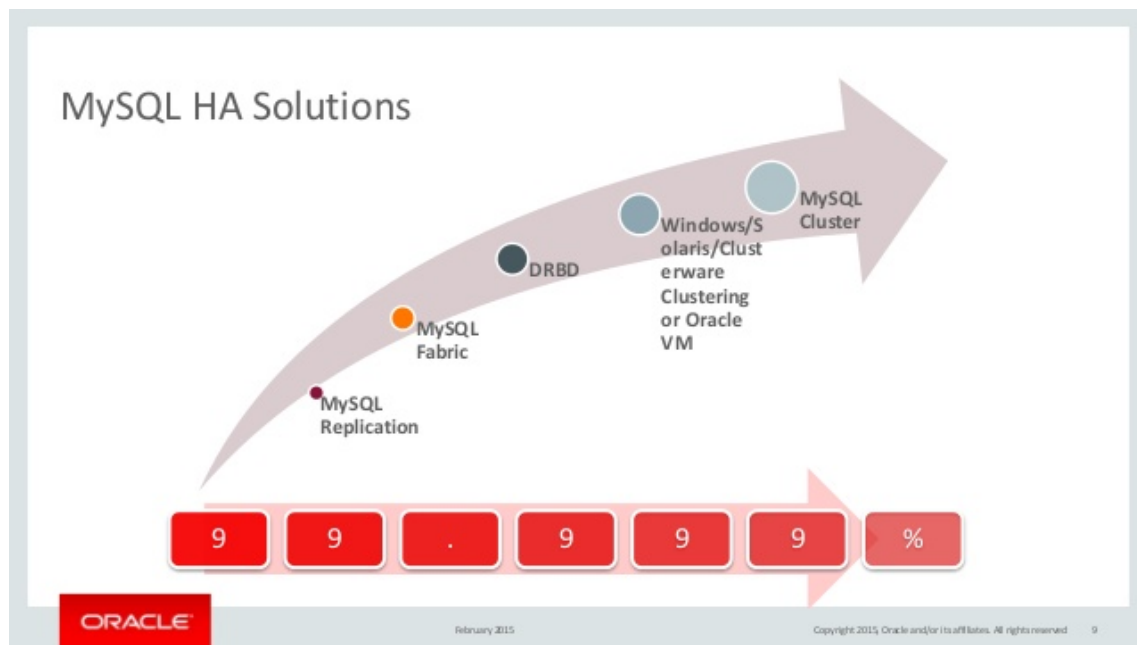 MySQL HA Solutions
MySQL
Cluster
Windows/S
olaris/Clust
erware
Clustering
or Oracle
VM
DRBD
MySQL
Fabric
MySQL
Replication
9 9 . 9 9 9 %
ORACLE
February 2015
Copyright 2015, Oracle and/or its affiliates. All rights reserved
9